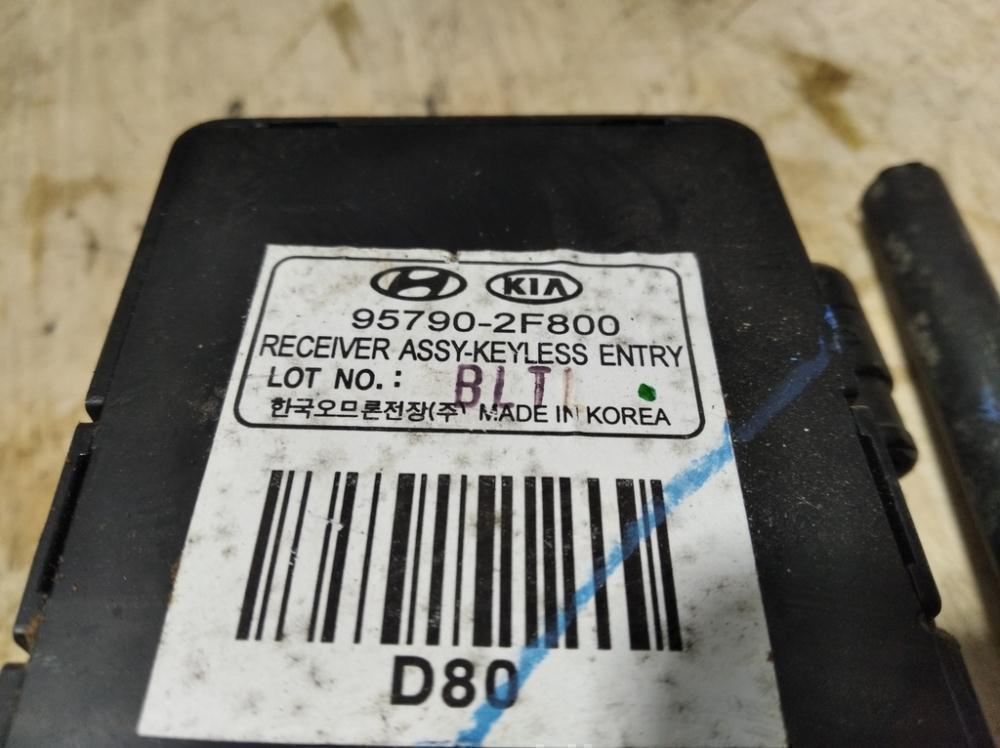 KIA
95790-2F800
RECEIVER ASSY-KEYLESS ENTRY
LOT NO.: BLT1
한국오므론전장(주) MADE IN KOREA
D80